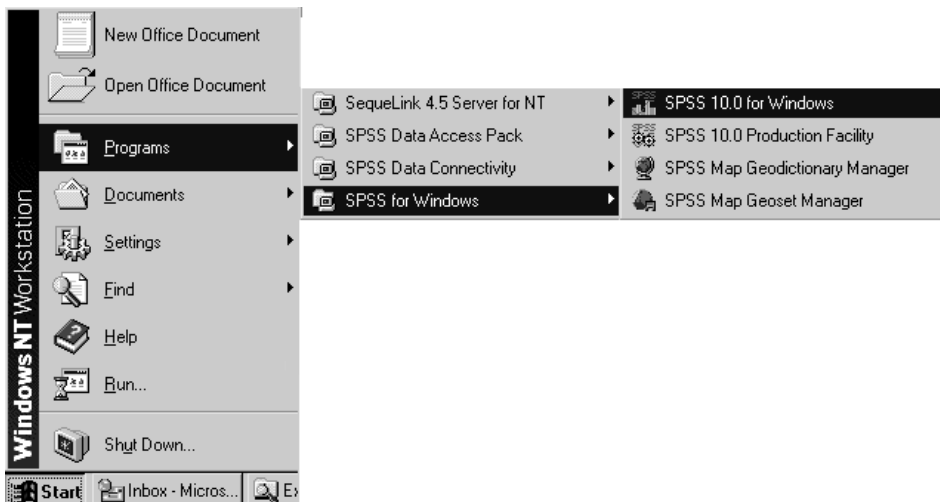 New Office Document
Open Office Document
Programs
Documents
Settings
Find
Help
Run...
Shut Down...
Windows NT Workstation
SequeLink 4.5 Server for NT
SPSS Data Access Pack
SPSS Data Connectivity
SPSS for Windows
SPSS 10.0 for Windows
SPSS 10.0 Production Facility
SPSS Map Geodictionary Manager
SPSS Map Geoset Manager
Start
Inbox - Micros...